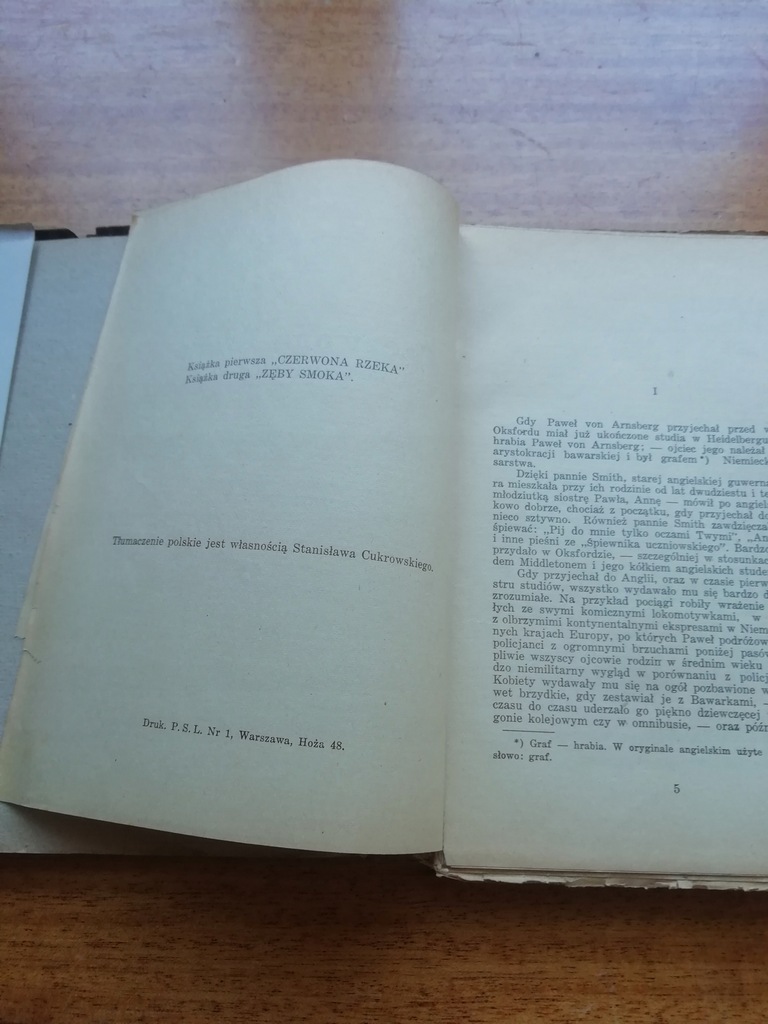 Książka pierwsza „CZERWONA RZEKA"
Książka druga „ZĘBY SMOKA".
Tłumaczenie polskie jest własnością Stanisława Cukrowskiego.
Druk. P. S. L. Nr 1, Warszawa, Hoża 48.
I
Gdy Paweł von Arnsberg przyjechał przed
Oksfordu miał już ukończone studia w Heidelbergu
hrabia Paweł von Arnsberg; — ojciec jego należał
arystokracji bawarskiej i był grafem *) Niemieck
sarstwa.
Dzięki pannie Smith, starej angielskiej guwerna
ra mieszkała przy ich rodzinie od lat dwudziestu i te
młodziutką siostrę Pawła, Annę — mówił po angiel
kowo dobrze, chociaż z początku, gdy przyjechał do
nieco sztywno. Również pannie Smith zawdzięcza
śpiewać: „Pij do mnie tylko oczami Twymi", „An
i inne pieśni ze „Śpiewnika uczniowskiego". Bardzo
przydało w Oksfordzie, — szczególniej w stosunkac
dem Middletonem i jego kółkiem angielskich stude
Gdy przyjechał do Anglii, oraz w czasie pierw
stru studiów, wszystko wydawało mu się bardzo d
zrozumiałe. Na przykład pociągi robiły wrażenie
łych ze swymi komicznymi lokomotywkami, w
z olbrzymimi kontynentalnymi ekspresami w Niem
nych krajach Europy, po których Paweł podróżow
policjanci z ogromnymi brzuchami poniżej pasów
pliwie wszyscy ojcowie rodzin w średnim wieku
dzo niemilitarny wygląd w porównaniu z policj
Kobiety wydawały mu się na ogół pozbawione w
wet brzydkie, gdy zestawiał je z Bawarkami, —
czasu do czasu uderzało go piękno dziewczęcej
gonie kolejowym czy w omnibusie, — oraz późn
*) Graf — hrabia. W oryginale angielskim użyte
słowo: graf.
5